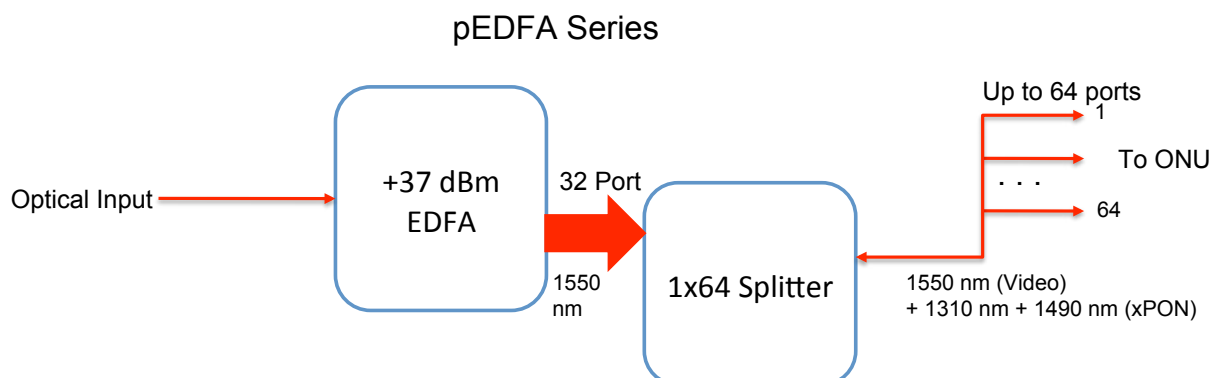 pEDFA Series
Up to 64 ports
1
To ONU
. . .
64
Optical Input
+37 dBm
EDFA
32 Port
1550
nm
1x64 Splitter
1550 nm (Video)
+ 1310 nm + 1490 nm (xPON)